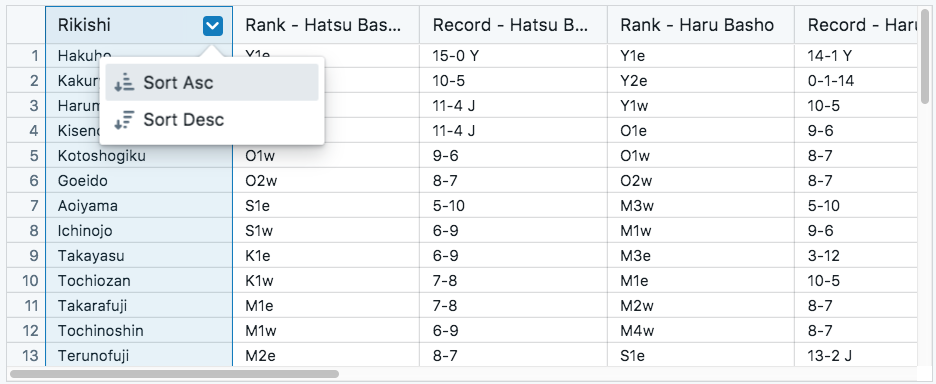 Rikishi Rank - Hatsu Bas... Record - Hatsu B... Rank - Haru Basho Record - Haru
1 Hakuho Y1e 15-0 Y Y1e 14-1 Y
2 10-5 Y2e 0-1-14
Sort Asc
3 11-4 J Y1w 10-5
Sort Desc
4 11-4 J O1e 9-6
5 Kotoshogiku O1w 9-6 O1w 8-7
6 Goeido O2w 8-7 O2w 8-7
7 Aoiyama S1e 5-10 M3w 5-10
8 Ichinojo S1w 6-9 M1w 9-6
9 Takayasu K1e 6-9 M3e 3-12
10 Tochiozan K1w 7-8 M1e 10-5
11 Takarafuji M1e 7-8 M2w 8-7
12 Tochinoshin M1w 6-9 M4w 8-7
13 Terunofuji M2e 8-7 S1e 13-2 J